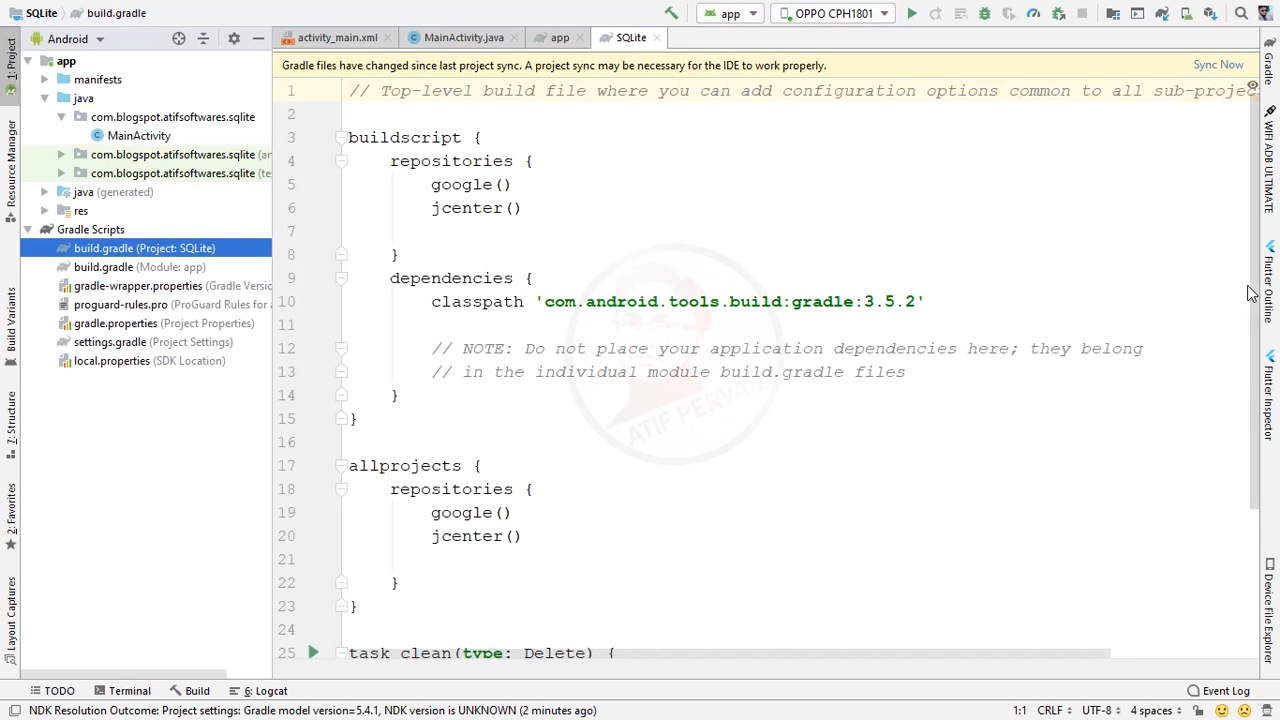 SQLite
build.gradle
app
OPPO CPH1801
1: Project
Resource Manager
Build Variants
7: Structure
2: Favorites
Layout Captures
Android
app
manifests
java
com.blogspot.atifsoftwares.sqlite
MainActivity
com.blogspot.atifsoftwares.sqlite (an
com.blogspot.atifsoftwares.sqlite (te
java (generated)
res
Gradle Scripts
build.gradle (Project: SQLite)
build.gradle (Module: app)
gradle-wrapper.properties (Gradle Versi
proguard-rules.pro (ProGuard Rules for
gradle.properties (Project Properties)
settings.gradle (Project Settings)
local.properties (SDK Location)
activity_main.xml
MainActivity.java
app
SQLite
Gradle files have changed since last project sync. A project sync may be necessary for the IDE to work properly.
Sync Now
1 // Top-level build file where you can add configuration options common to all sub-projec
2
3 buildscript {
4 repositories {
5 google()
6 jcenter()
7
8 }
9 dependencies {
10 classpath 'com.android.tools.build:gradle:3.5.2'
11
12 // NOTE: Do not place your application dependencies here; they belong
13 // in the individual module build.gradle files
14 }
15 }
16
17 allprojects {
18 repositories {
19 google()
20 jcenter()
21
22 }
23 }
24
25 task clean(type: Delete) {
ATIF PERVAIZ
Gradle
WIFI ADB ULTIMATE
Flutter Outline
Flutter Inspector
Device File Explorer
TODO
Terminal
Build
6: Logcat
Event Log
NDK Resolution Outcome: Project settings: Gradle model version=5.4.1, NDK version is UNKNOWN (2 minutes ago)
1:1 CRLF UTF-8 4 spaces